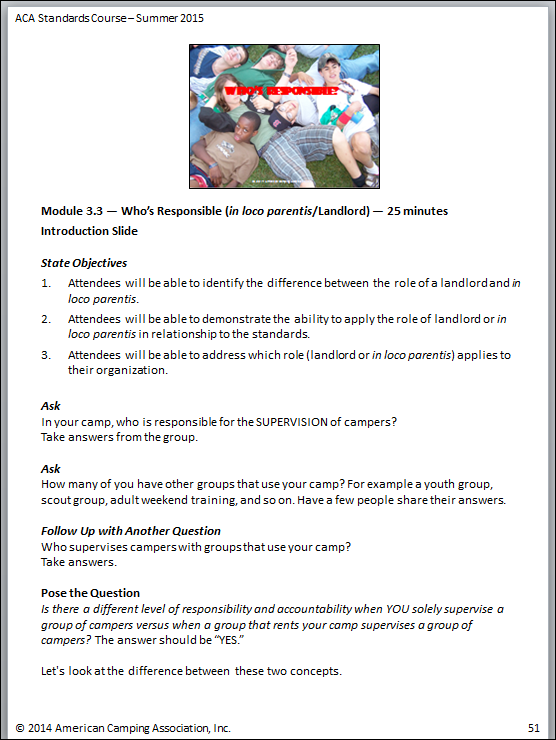 ACA Standards Course – Summer 2015
WHO'S RESPONSIBLE?
Module 3.3 — Who's Responsible (in loco parentis/Landlord) — 25 minutes
Introduction Slide
State Objectives
1. Attendees will be able to identify the difference between the role of a landlord and in
loco parentis.
2. Attendees will be able to demonstrate the ability to apply the role of landlord or in
loco parentis in relationship to the standards.
3. Attendees will be able to address which role (landlord or in loco parentis) applies to
their organization.
Ask
In your camp, who is responsible for the SUPERVISION of campers?
Take answers from the group.
Ask
How many of you have other groups that use your camp? For example a youth group,
scout group, adult weekend training, and so on. Have a few people share their answers.
Follow Up with Another Question
Who supervises campers with groups that use your camp?
Take answers.
Pose the Question
Is there a different level of responsibility and accountability when YOU solely supervise a
group of campers versus when a group that rents your camp supervises a group of
campers? The answer should be "YES."
Let's look at the difference between these two concepts.
© 2014 American Camping Association, Inc. 51